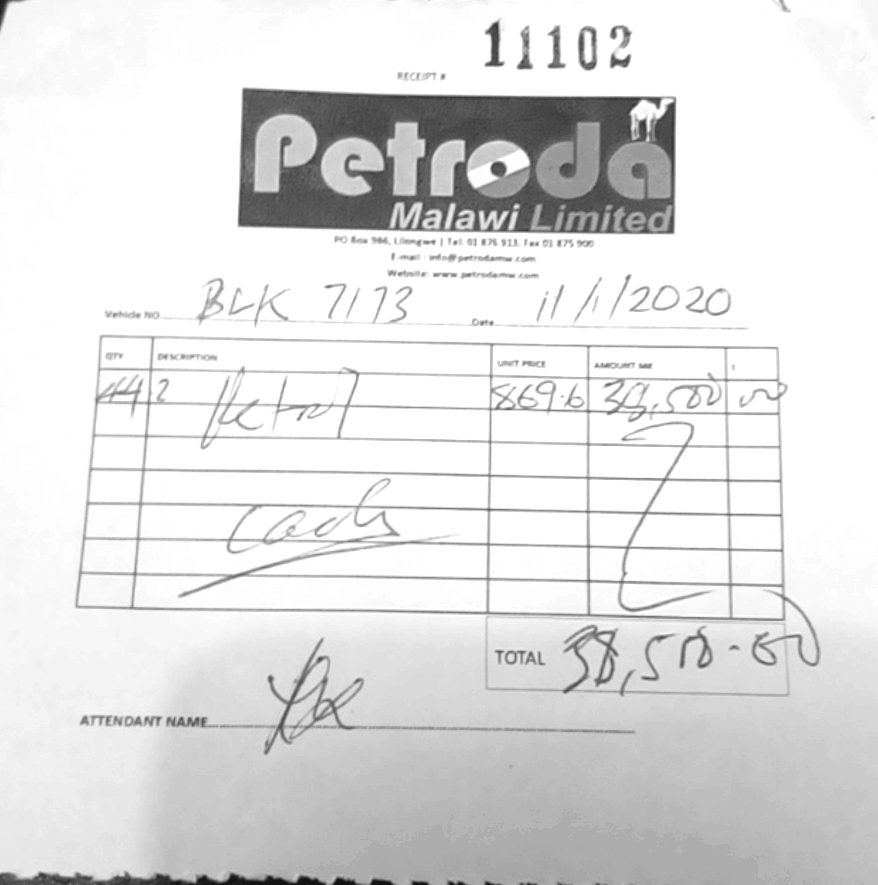 11102
RECEIPT #
Petroda
Malawi Limited
PO Box 986, Lilongwe | Tel: 01 875 913. Fax 01 875 900
E-mail : info@petrodamw.com
Website: www.petrodamw.com
Vehicle NO BLK 7173 Date 11/1/2020
QTY DESCRIPTION UNIT PRICE AMOUNT MK t
44.2 Petrol 869.6 38,500 00
Cash
TOTAL 38,500-00
ATTENDANT NAME